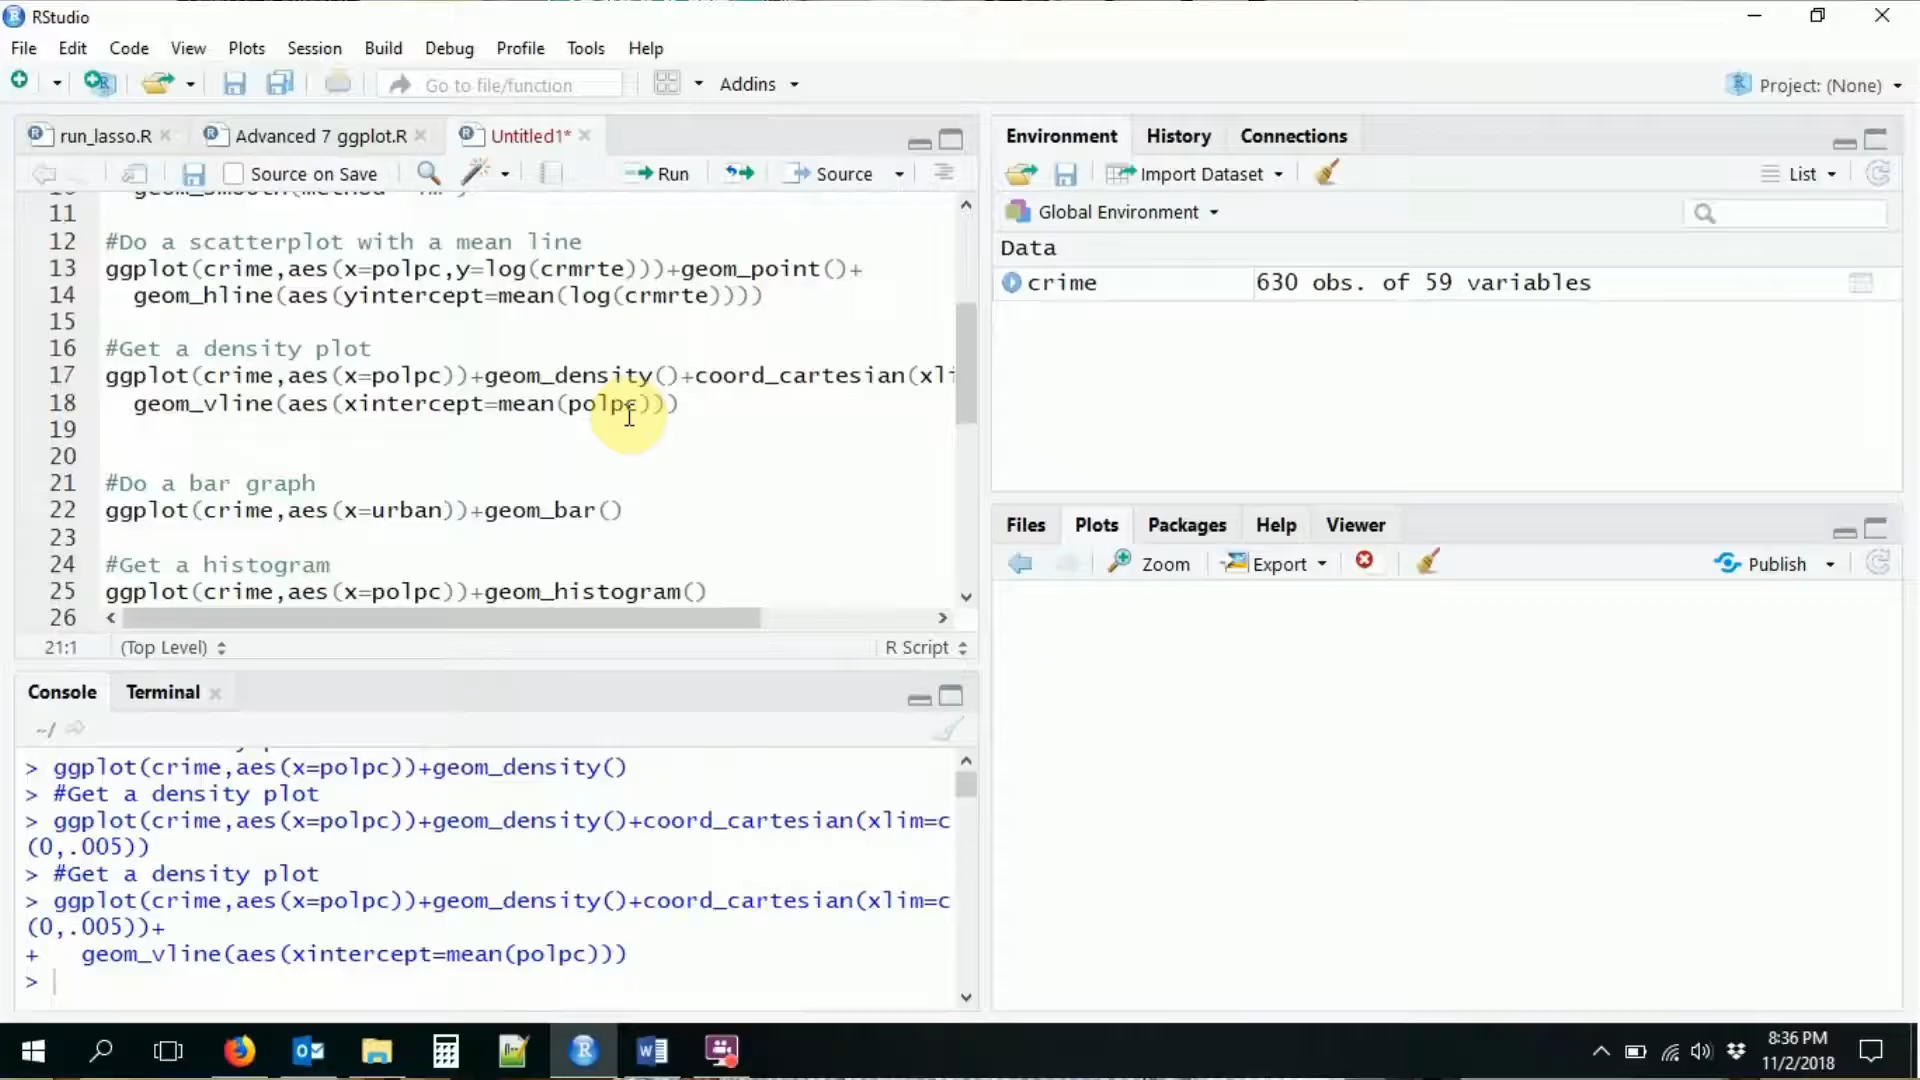 RStudio
File Edit Code View Plots Session Build Debug Profile Tools Help
Go to file/function Addins Project: (None)
run_lasso.R Advanced 7 ggplot.R Untitled1*
Source on Save Run Source
11
12 #Do a scatterplot with a mean line
13 ggplot(crime,aes(x=polpc,y=log(crmrte)))+geom_point()+
14 geom_hline(aes(yintercept=mean(log(crmrte))))
15
16 #Get a density plot
17 ggplot(crime,aes(x=polpc))+geom_density()+coord_cartesian(xli
18 geom_vline(aes(xintercept=mean(polpc)))
19
20
21 #Do a bar graph
22 ggplot(crime,aes(x=urban))+geom_bar()
23
24 #Get a histogram
25 ggplot(crime,aes(x=polpc))+geom_histogram()
26
21:1 (Top Level) R Script
Console Terminal
~/
> ggplot(crime,aes(x=polpc))+geom_density()
> #Get a density plot
> ggplot(crime,aes(x=polpc))+geom_density()+coord_cartesian(xlim=c
(0,.005))
> #Get a density plot
> ggplot(crime,aes(x=polpc))+geom_density()+coord_cartesian(xlim=c
(0,.005))+
+ geom_vline(aes(xintercept=mean(polpc)))
>
Environment History Connections
Import Dataset List
Global Environment
Data
crime 630 obs. of 59 variables
Files Plots Packages Help Viewer
Zoom Export Publish
8:36 PM
11/2/2018